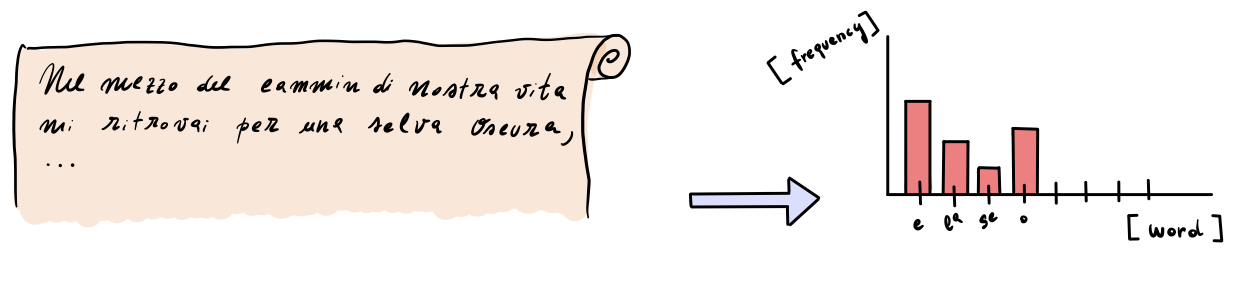 Nel mezzo del cammin di nostra vita
mi ritrovai per una selva oscura,
...
[frequency]
e la se o
[word]